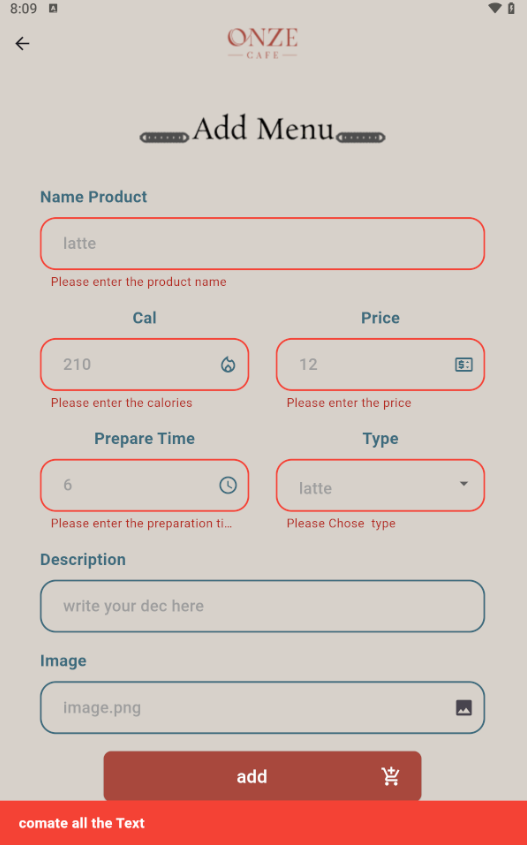 8:09 A
ONZE
CAFE
Add Menu
Name Product
latte
Please enter the product name
Cal Price
210 12
Please enter the calories Please enter the price
Prepare Time Type
6 latte
Please enter the preparation ti... Please Chose type
Description
write your dec here
Image
image.png
add
comate all the Text